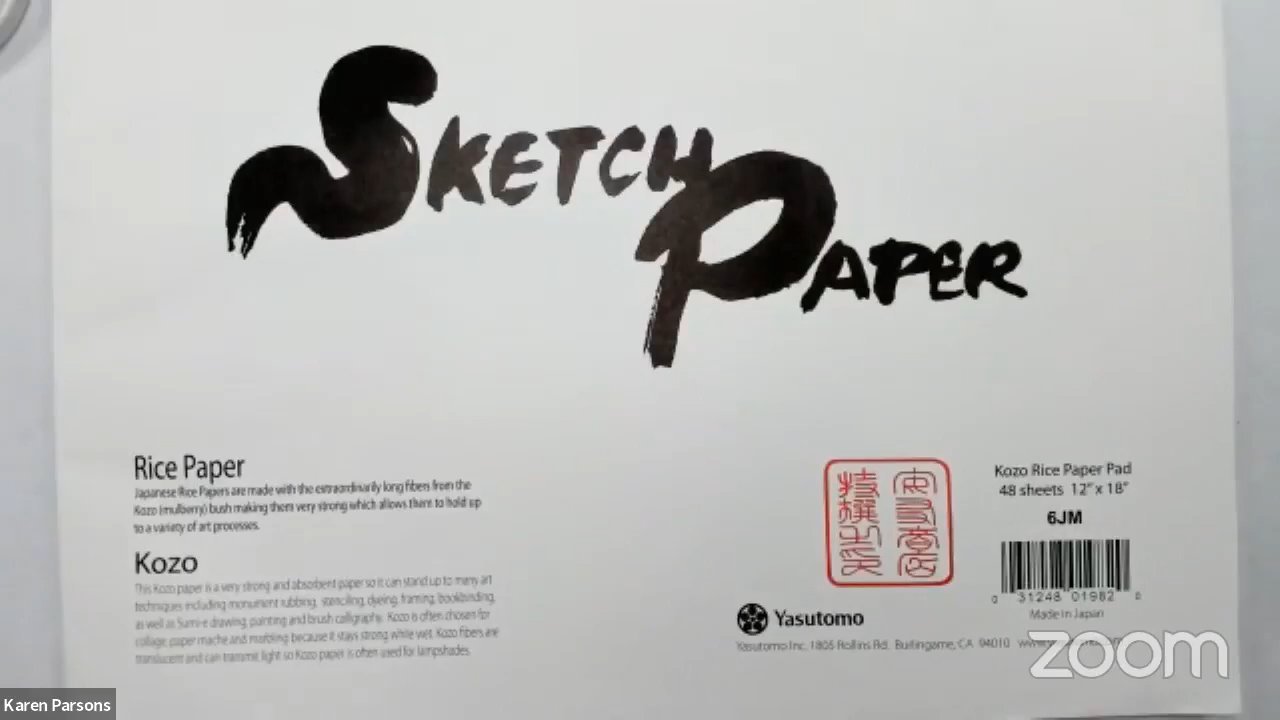 SKETCH
PAPER
Rice Paper
Japanese Rice Papers are made with the extraordinarily long fibers from the
Kozo (mulberry) bush making them very strong which allows them to hold up
to a variety of art processes.
Kozo
This Kozo paper is a very strong and absorbent paper so it can stand up to many art
techniques including monument rubbing, stenciling, dyeing, framing, bookbinding,
as well as Sumi-e drawing, painting and brush calligraphy. Kozo is often chosen for
collage, paper mache and marbling because it stays strong while wet. Kozo fibers are
translucent and can transmit light so Kozo paper is often used for lampshades.
Kozo Rice Paper Pad
48 sheets 12" x 18"
6JM
0 31248 01982
Made in Japan
Yasutomo
Yasutomo Inc. 1805 Rollins Rd. Burlingame, CA 94010
zoom
Karen Parsons